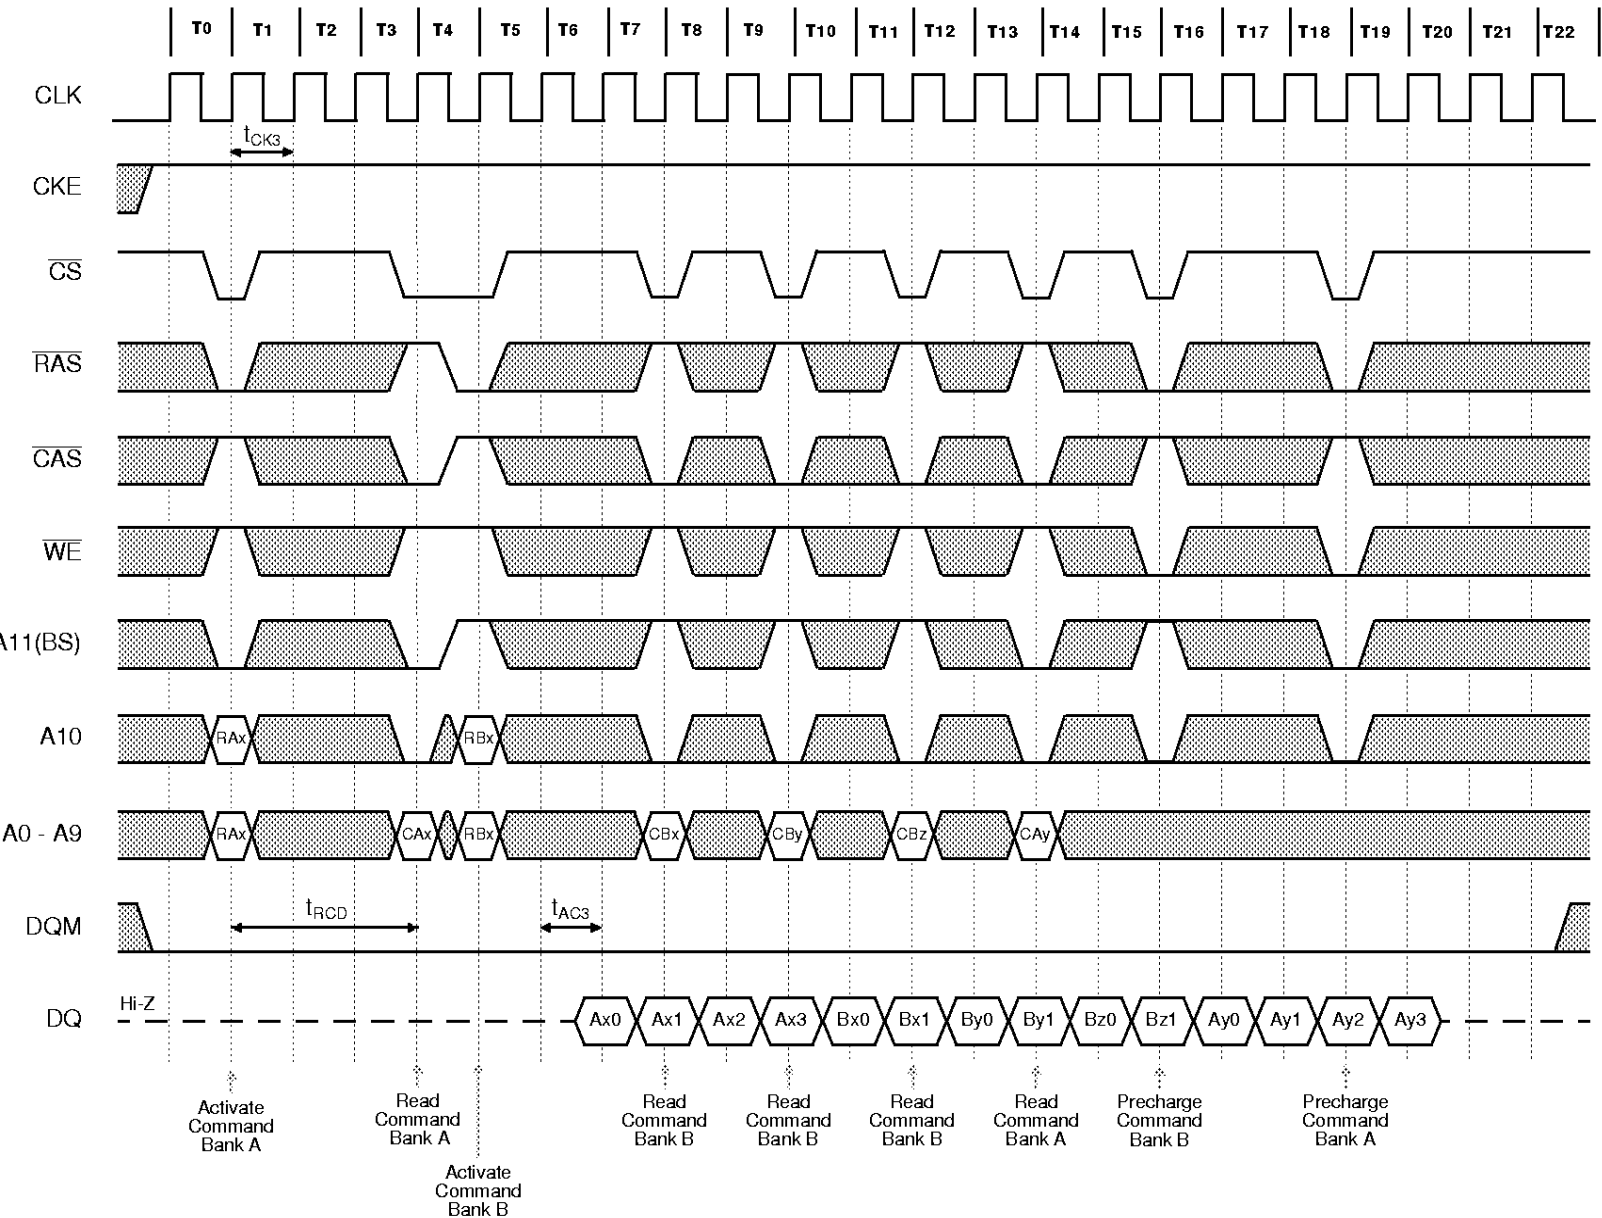 T0 T1 T2 T3 T4 T5 T6 T7 T8 T9 T10 T11 T12 T13 T14 T15 T16 T17 T18 T19 T20 T21 T22
CLK
tCK3
CKE
CS
RAS
CAS
WE
A11(BS)
A10 RAx RBx
A0 - A9 RAx CAx RBx CBx CBy CBz CAy
DQM tRCD tAC3
Hi-Z
DQ Ax0 Ax1 Ax2 Ax3 Bx0 Bx1 By0 By1 Bz0 Bz1 Ay0 Ay1 Ay2 Ay3
Activate
Command
Bank A
Read
Command
Bank A
Activate
Command
Bank B
Read
Command
Bank B
Read
Command
Bank B
Read
Command
Bank B
Read
Command
Bank A
Precharge
Command
Bank B
Precharge
Command
Bank A